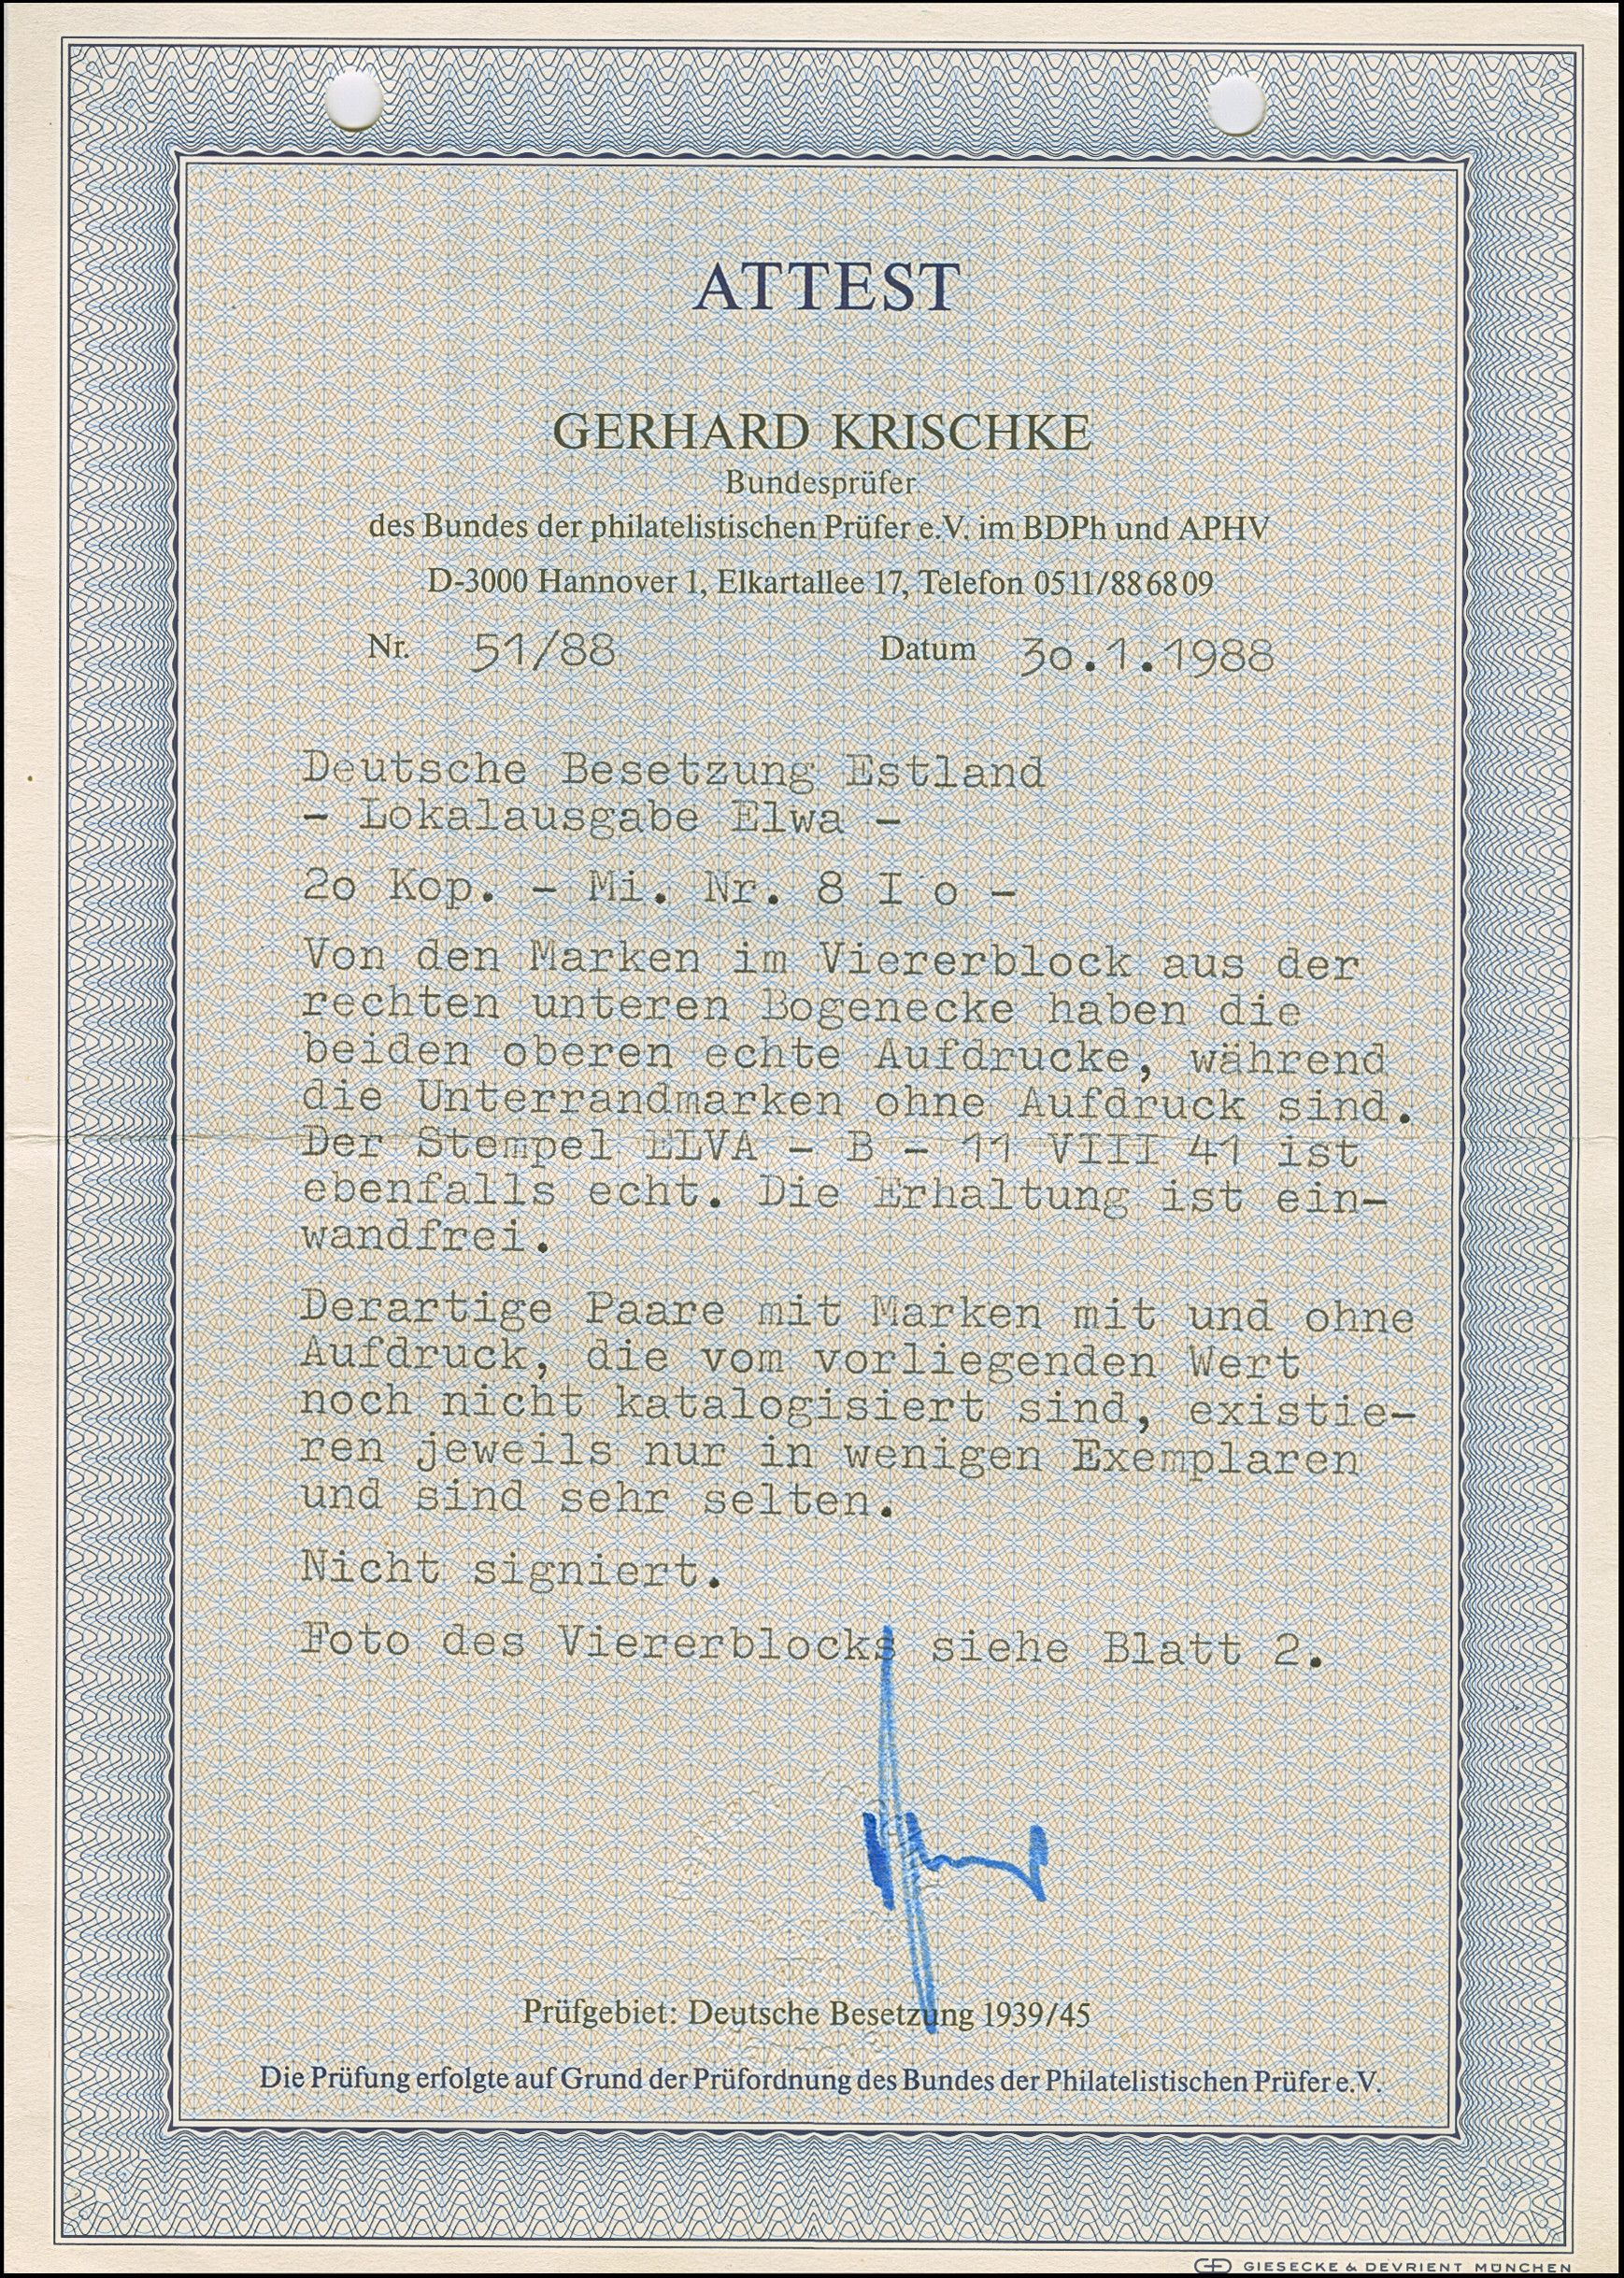 ATTEST
GERHARD KRISCHKE
Bundesprüfer
des Bundes der philatelistischen Prüfer e.V. im BDPh und APHV
D-3000 Hannover 1, Elkartallee 17, Telefon 0511/886809
Nr. 51/88 Datum 3o.1.1988
Deutsche Besetzung Estland
- Lokalausgabe Elwa -
2o Kop. - Mi. Nr. 8 I o -
Von den Marken im Viererblock aus der
rechten unteren Bogenecke haben die
beiden oberen echte Aufdrucke, während
die Unterrandmarken ohne Aufdruck sind.
Der Stempel ELVA - B - 11 VIII 41 ist
ebenfalls echt. Die Erhaltung ist ein-
wandfrei.
Derartige Paare mit Marken mit und ohne
Aufdruck, die vom vorliegenden Wert
noch nicht katalogisiert sind, existie-
ren jeweils nur in wenigen Exemplaren
und sind sehr selten.
Nicht signiert.
Foto des Viererblocks siehe Blatt 2.
Prüfgebiet: Deutsche Besetzung 1939/45
Die Prüfung erfolgte auf Grund der Prüfordnung des Bundes der Philatelistischen Prüfer e.V.
GIESECKE & DEVRIENT MÜNCHEN